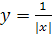 y = 1/|x|